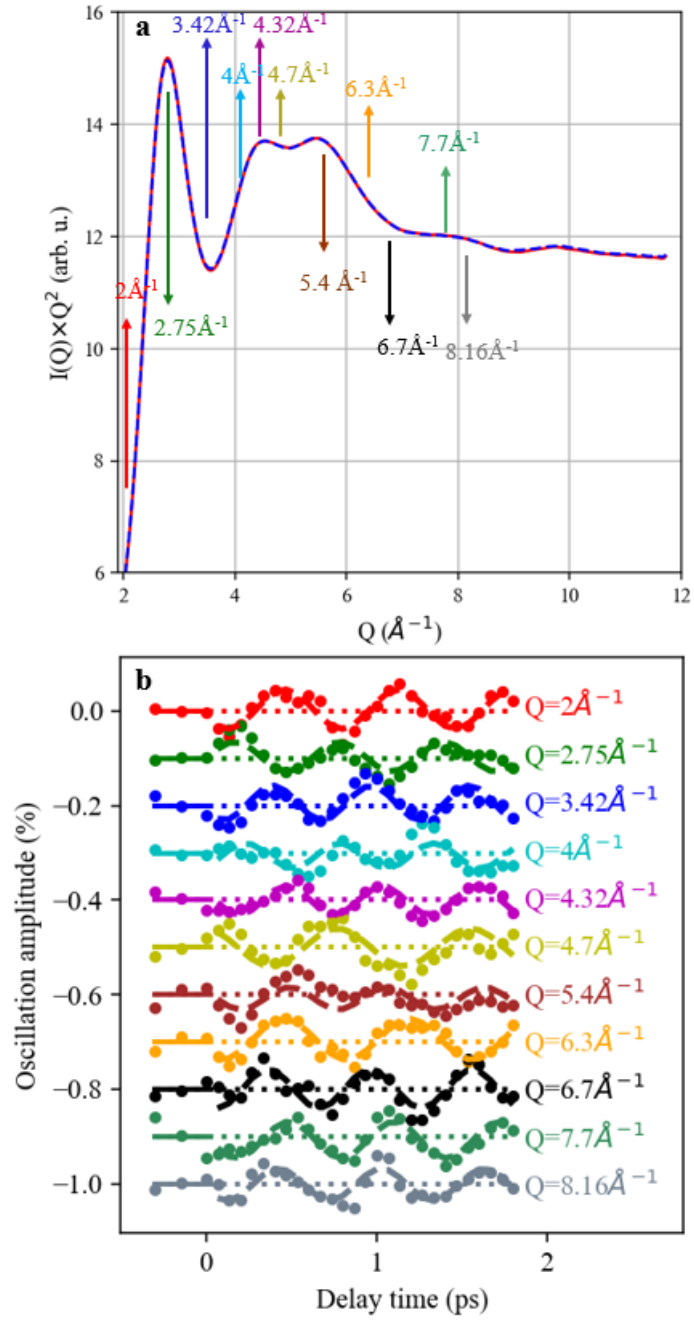 a
3.42Å⁻¹ 4.32Å⁻¹
4Å⁻¹ 4.7Å⁻¹
6.3Å⁻¹
7.7Å⁻¹
2Å⁻¹
2.75Å⁻¹
5.4 Å⁻¹
6.7Å⁻¹
8.16Å⁻¹
I(Q)×Q² (arb. u.)
16
14
12
10
8
6
2 4 6 8 10 12
Q (Å⁻¹)
b
Oscillation amplitude (%)
0.0
−0.2
−0.4
−0.6
−0.8
−1.0
Q=2Å⁻¹
Q=2.75Å⁻¹
Q=3.42Å⁻¹
Q=4Å⁻¹
Q=4.32Å⁻¹
Q=4.7Å⁻¹
Q=5.4Å⁻¹
Q=6.3Å⁻¹
Q=6.7Å⁻¹
Q=7.7Å⁻¹
Q=8.16Å⁻¹
0 1 2
Delay time (ps)